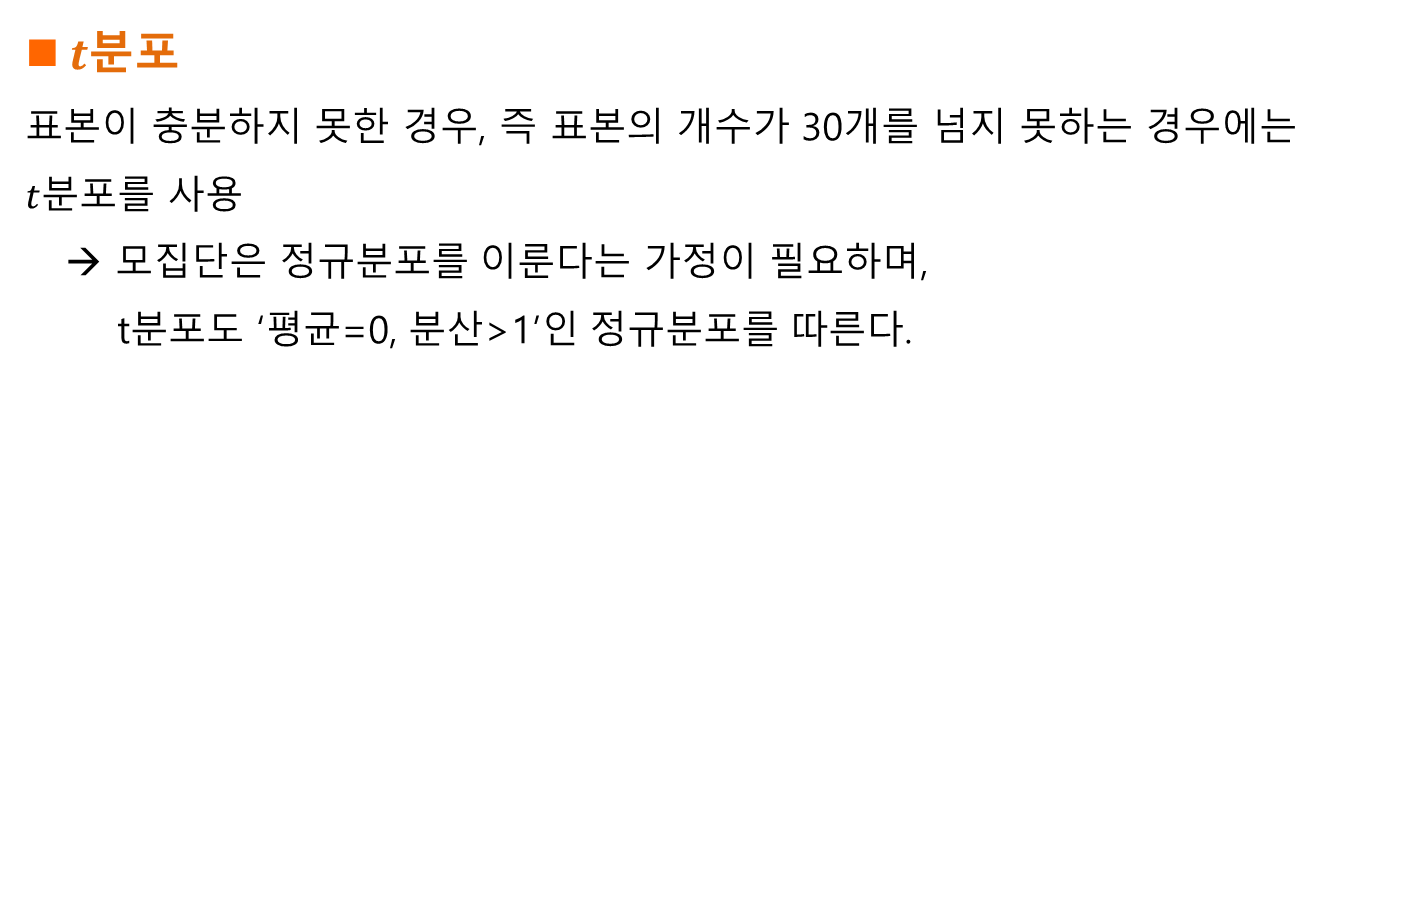 ■ t분포
표본이 충분하지 못한 경우, 즉 표본의 개수가 30개를 넘지 못하는 경우에는
t분포를 사용
→ 모집단은 정규분포를 이룬다는 가정이 필요하며,
t분포도 ‘평균=0, 분산>1’인 정규분포를 따른다.